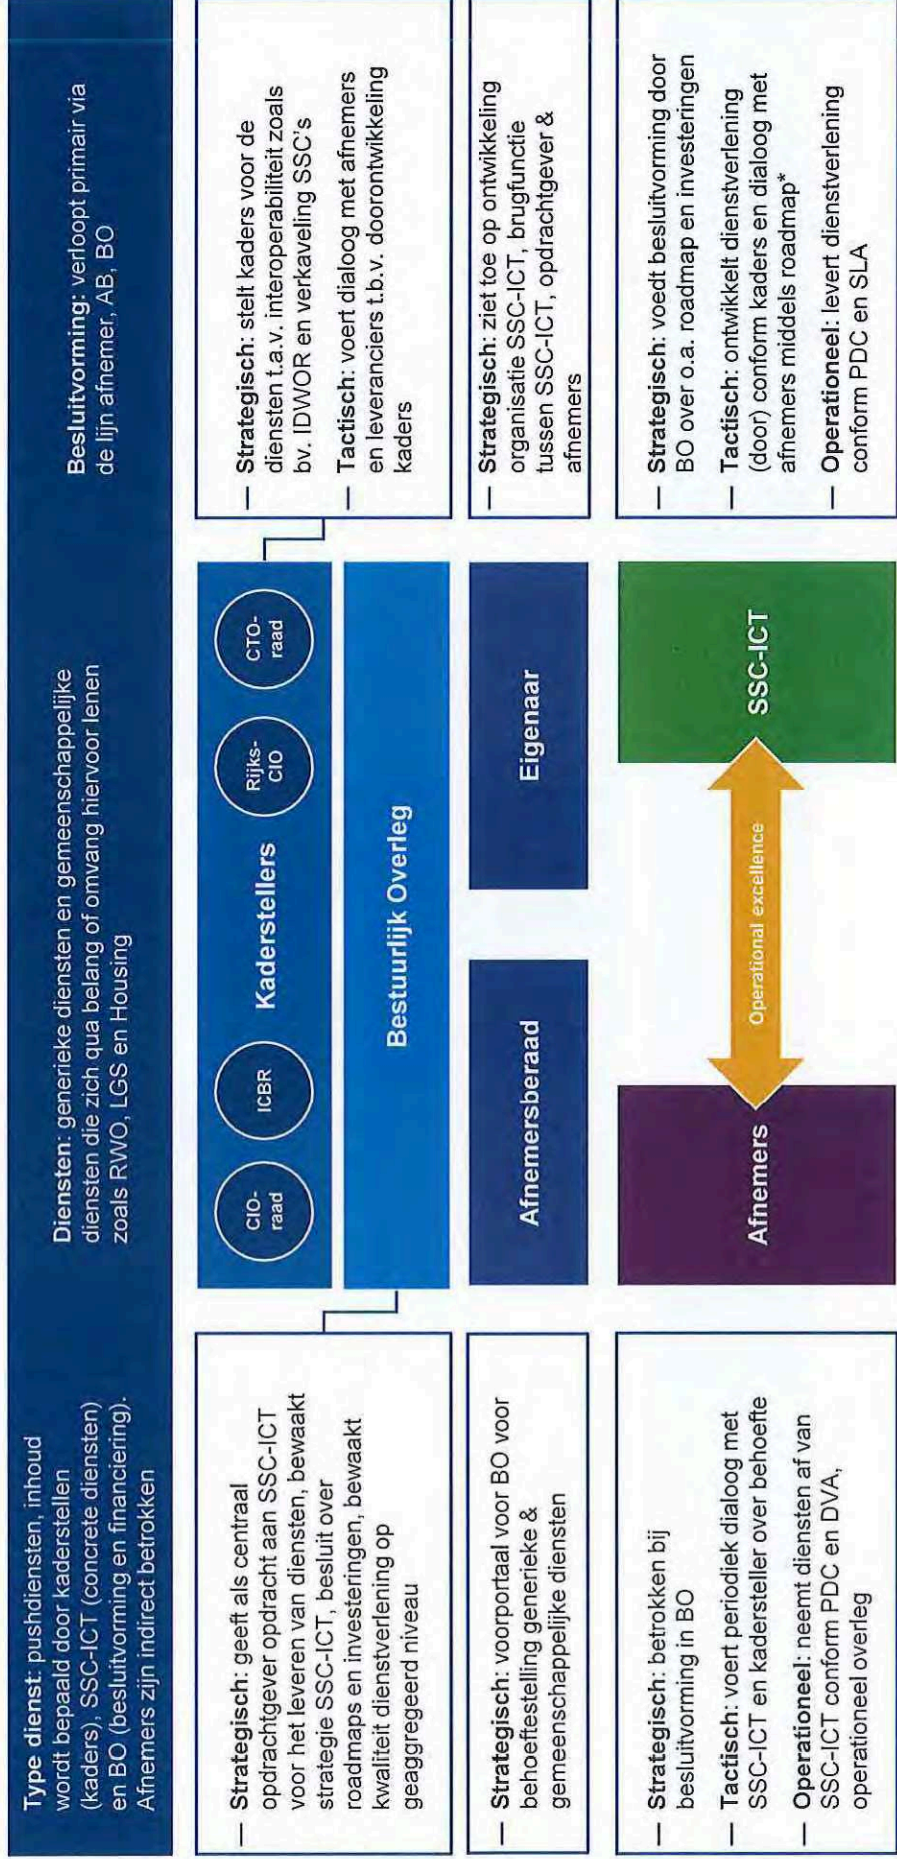 Type dienst: pushdiensten, inhoud
wordt bepaald door kaderstellen
(kaders), SSC-ICT (concrete diensten)
en BO (besluitvorming en financiering).
Afnemers zijn indirect betrokken
Diensten: generieke diensten en gemeenschappelijke
diensten die zich qua belang of omvang hiervoor lenen
zoals RWO, LGS en Housing
Besluitvorming: verloopt primair via
de lijn afnemer, AB, BO
— Strategisch: geeft als centraal
opdrachtgever opdracht aan SSC-ICT
voor het leveren van diensten, bewaakt
strategie SSC-ICT, besluit over
roadmaps en investeringen, bewaakt
kwaliteit dienstverlening op
geaggregeerd niveau
CIO-
raad
ICBR
Kaderstellers
Rijks-
CIO
CTO-
raad
Bestuurlijk Overleg
— Strategisch: stelt kaders voor de
diensten t.a.v. interoperabiliteit zoals
bv. IDWOR en verkaveling SSC's
— Tactisch: voert dialoog met afnemers
en leveranciers t.b.v. doorontwikkeling
kaders
— Strategisch: voorportaal voor BO voor
behoeftestelling generieke &
gemeenschappelijke diensten
Afnemersberaad
Eigenaar
— Strategisch: ziet toe op ontwikkeling
organisatie SSC-ICT, brugfunctie
tussen SSC-ICT, opdrachtgever &
afnemers
— Strategisch: betrokken bij
besluitvorming in BO
— Tactisch: voert periodiek dialoog met
SSC-ICT en kadersteller over behoefte
— Operationeel: neemt diensten af van
SSC-ICT conform PDC en DVA,
operationeel overleg
Afnemers
Operational excellence
SSC-ICT
— Strategisch: voedt besluitvorming door
BO over o.a. roadmap en investeringen
— Tactisch: ontwikkelt dienstverlening
(door) conform kaders en dialoog met
afnemers middels roadmap*
— Operationeel: levert dienstverlening
conform PDC en SLA